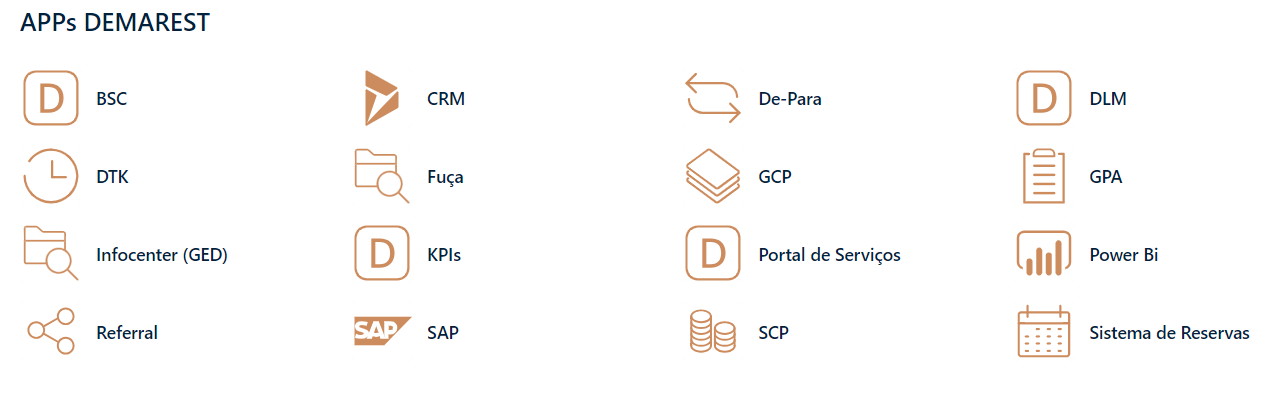 APPs DEMAREST
D BSC
CRM
De-Para
D DLM
DTK
Fuça
GCP
GPA
Infocenter (GED)
D KPIs
D Portal de Serviços
Power Bi
Referral
SAP SAP
SCP
Sistema de Reservas